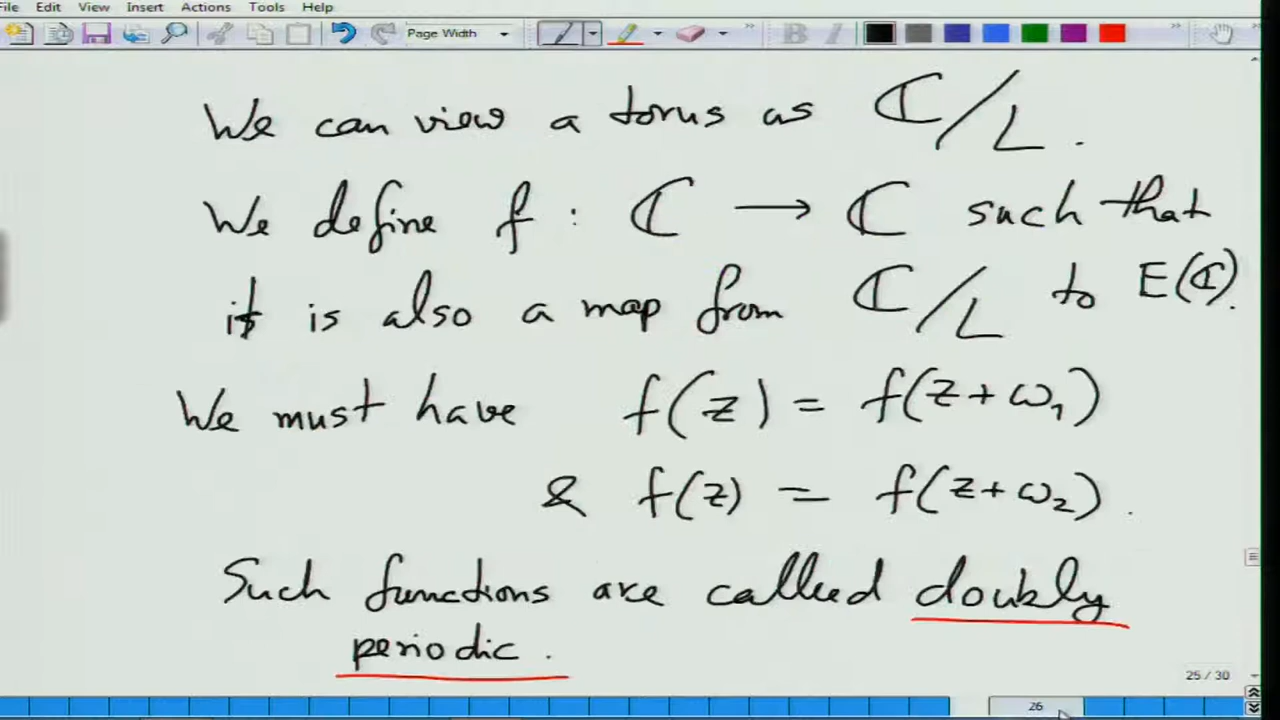 File Edit View Insert Actions Tools Help
Page Width
We can view a torus as ℂ/L.
We define f : ℂ → ℂ such that
it is also a map from ℂ/L to E(ℂ).
We must have f(z) = f(z+ω₁)
& f(z) = f(z+ω₂).
Such functions are called doubly
periodic.
25 / 30
26